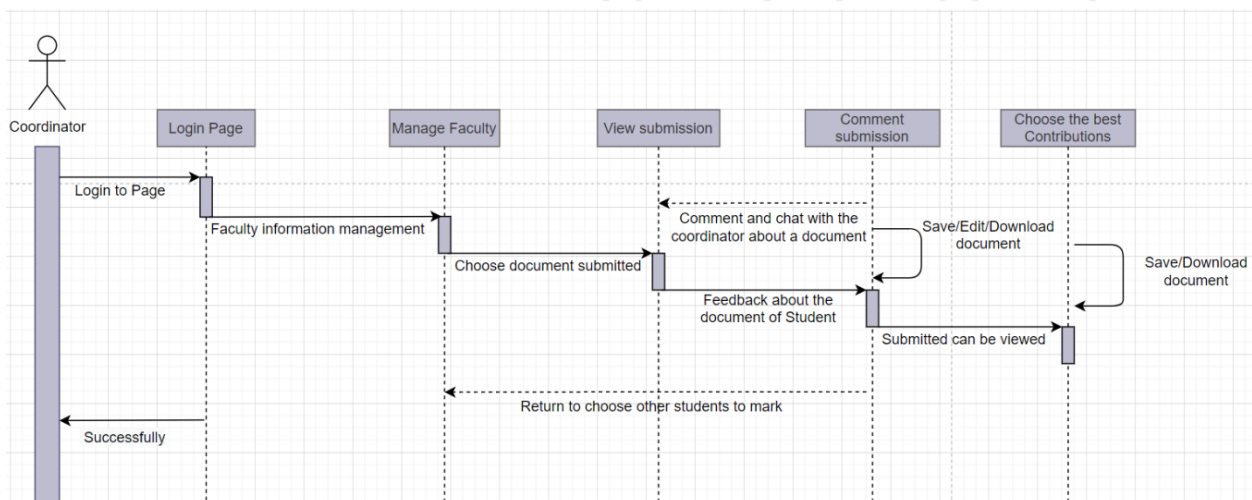 Coordinator
Login Page
Manage Faculty
View submission
Comment
submission
Choose the best
Contributions
Login to Page
Faculty information management
Comment and chat with the
coordinator about a document
Save/Edit/Download
document
Save/Download
document
Choose document submitted
Feedback about the
document of Student
Submitted can be viewed
Return to choose other students to mark
Successfully